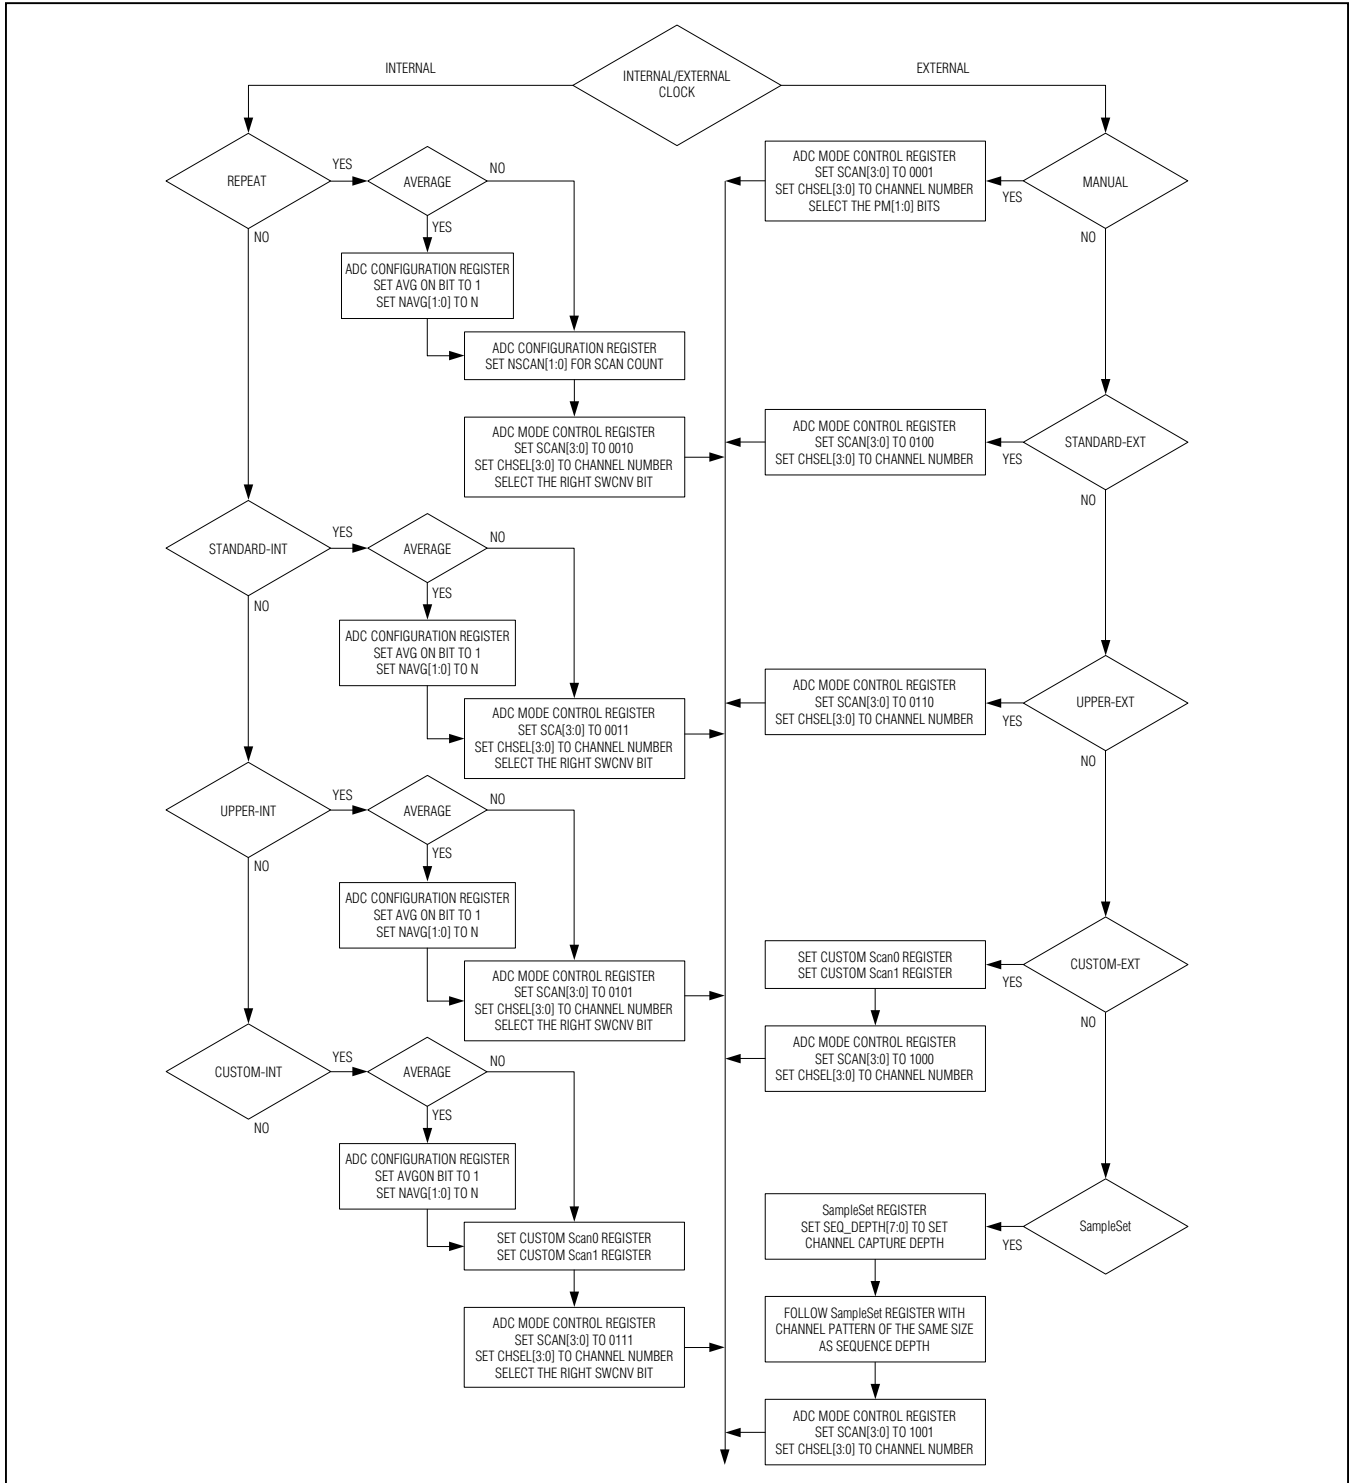 INTERNAL/EXTERNAL
CLOCK
INTERNAL
EXTERNAL
REPEAT
YES
NO
AVERAGE
NO
YES
ADC CONFIGURATION REGISTER
SET AVG ON BIT TO 1
SET NAVG[1:0] TO N
ADC CONFIGURATION REGISTER
SET NSCAN[1:0] FOR SCAN COUNT
ADC MODE CONTROL REGISTER
SET SCAN[3:0] TO 0010
SET CHSEL[3:0] TO CHANNEL NUMBER
SELECT THE RIGHT SWCNV BIT
STANDARD-INT
YES
NO
AVERAGE
NO
YES
ADC CONFIGURATION REGISTER
SET AVG ON BIT TO 1
SET NAVG[1:0] TO N
ADC MODE CONTROL REGISTER
SET SCA[3:0] TO 0011
SET CHSEL[3:0] TO CHANNEL NUMBER
SELECT THE RIGHT SWCNV BIT
UPPER-INT
YES
NO
AVERAGE
NO
YES
ADC CONFIGURATION REGISTER
SET AVG ON BIT TO 1
SET NAVG[1:0] TO N
ADC MODE CONTROL REGISTER
SET SCAN[3:0] TO 0101
SET CHSEL[3:0] TO CHANNEL NUMBER
SELECT THE RIGHT SWCNV BIT
CUSTOM-INT
YES
NO
AVERAGE
NO
YES
ADC CONFIGURATION REGISTER
SET AVGON BIT TO 1
SET NAVG[1:0] TO N
SET CUSTOM Scan0 REGISTER
SET CUSTOM Scan1 REGISTER
ADC MODE CONTROL REGISTER
SET SCAN[3:0] TO 0111
SET CHSEL[3:0] TO CHANNEL NUMBER
SELECT THE RIGHT SWCNV BIT
MANUAL
YES
NO
ADC MODE CONTROL REGISTER
SET SCAN[3:0] TO 0001
SET CHSEL[3:0] TO CHANNEL NUMBER
SELECT THE PM[1:0] BITS
STANDARD-EXT
YES
NO
ADC MODE CONTROL REGISTER
SET SCAN[3:0] TO 0100
SET CHSEL[3:0] TO CHANNEL NUMBER
UPPER-EXT
YES
NO
ADC MODE CONTROL REGISTER
SET SCAN[3:0] TO 0110
SET CHSEL[3:0] TO CHANNEL NUMBER
CUSTOM-EXT
YES
NO
SET CUSTOM Scan0 REGISTER
SET CUSTOM Scan1 REGISTER
ADC MODE CONTROL REGISTER
SET SCAN[3:0] TO 1000
SET CHSEL[3:0] TO CHANNEL NUMBER
SampleSet
YES
SampleSet REGISTER
SET SEQ_DEPTH[7:0] TO SET
CHANNEL CAPTURE DEPTH
FOLLOW SampleSet REGISTER WITH
CHANNEL PATTERN OF THE SAME SIZE
AS SEQUENCE DEPTH
ADC MODE CONTROL REGISTER
SET SCAN[3:0] TO 1001
SET CHSEL[3:0] TO CHANNEL NUMBER